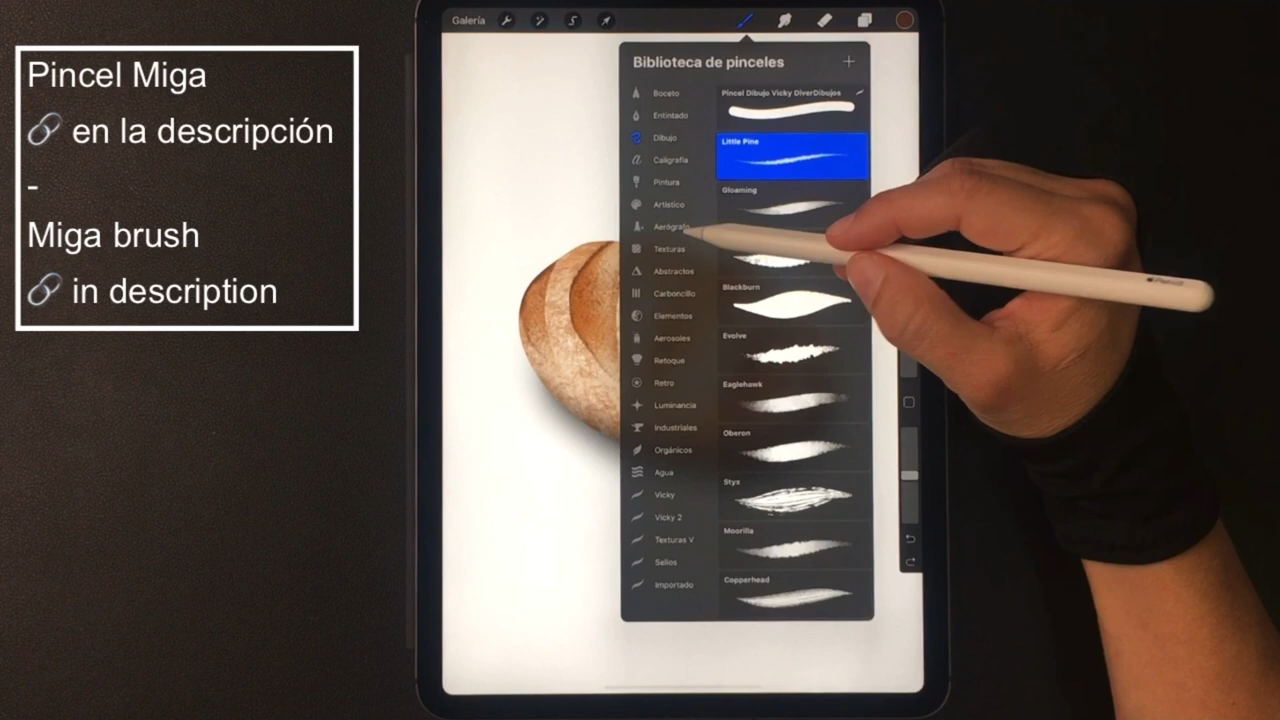 Pincel Miga
🔗 en la descripción
-
Miga brush
🔗 in description
Galería
Biblioteca de pinceles
Boceto
Entintado
Dibujo
Caligrafía
Pintura
Artístico
Aerógrafo
Texturas
Abstractos
Carboncillo
Elementos
Aerosoles
Retoque
Retro
Luminancia
Industriales
Orgánicos
Agua
Vicky
Vicky 2
Texturas V
Sellos
Importado
Pincel Dibujo Vicky DiverDibujos
Little Pine
Gloaming
Blackburn
Evolve
Eaglehawk
Oberon
Styx
Moorilla
Copperhead